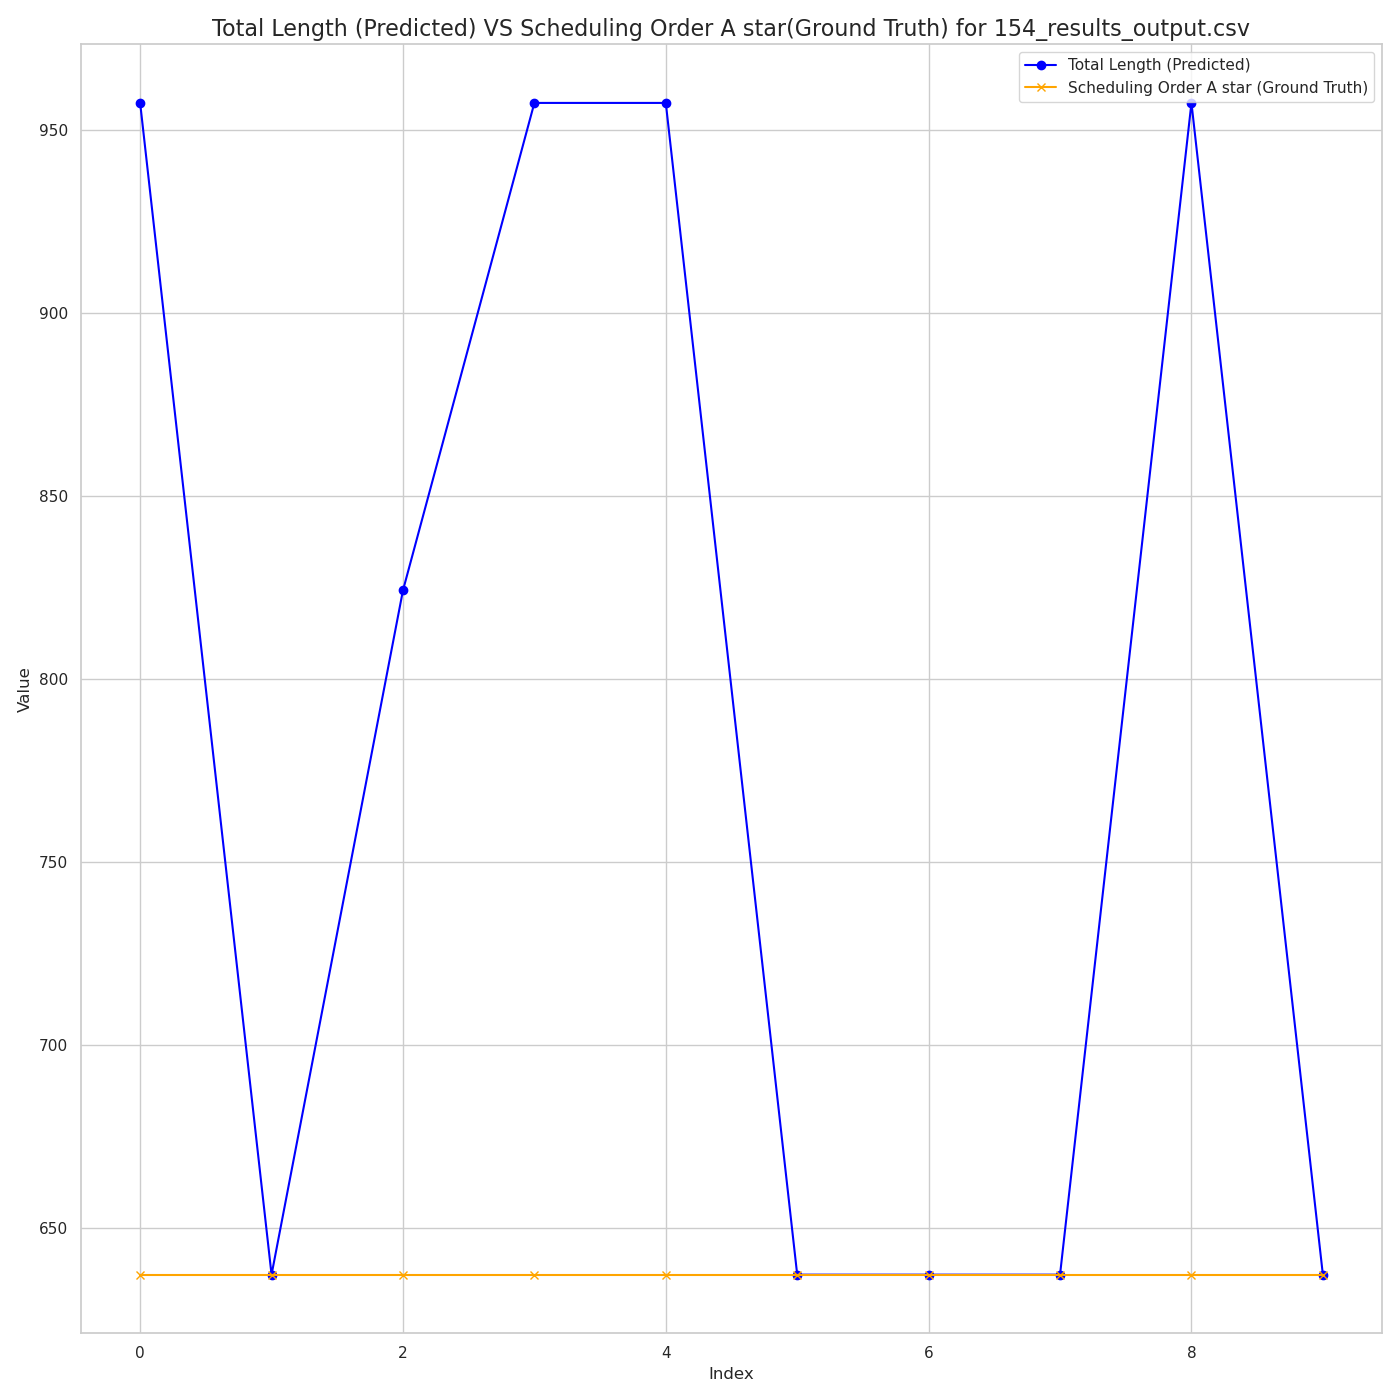 Total Length (Predicted) VS Scheduling Order A star(Ground Truth) for 154_results_output.csv
Total Length (Predicted)
Scheduling Order A star (Ground Truth)
950
900
850
800
750
700
650
Value
0 2 4 6 8
Index